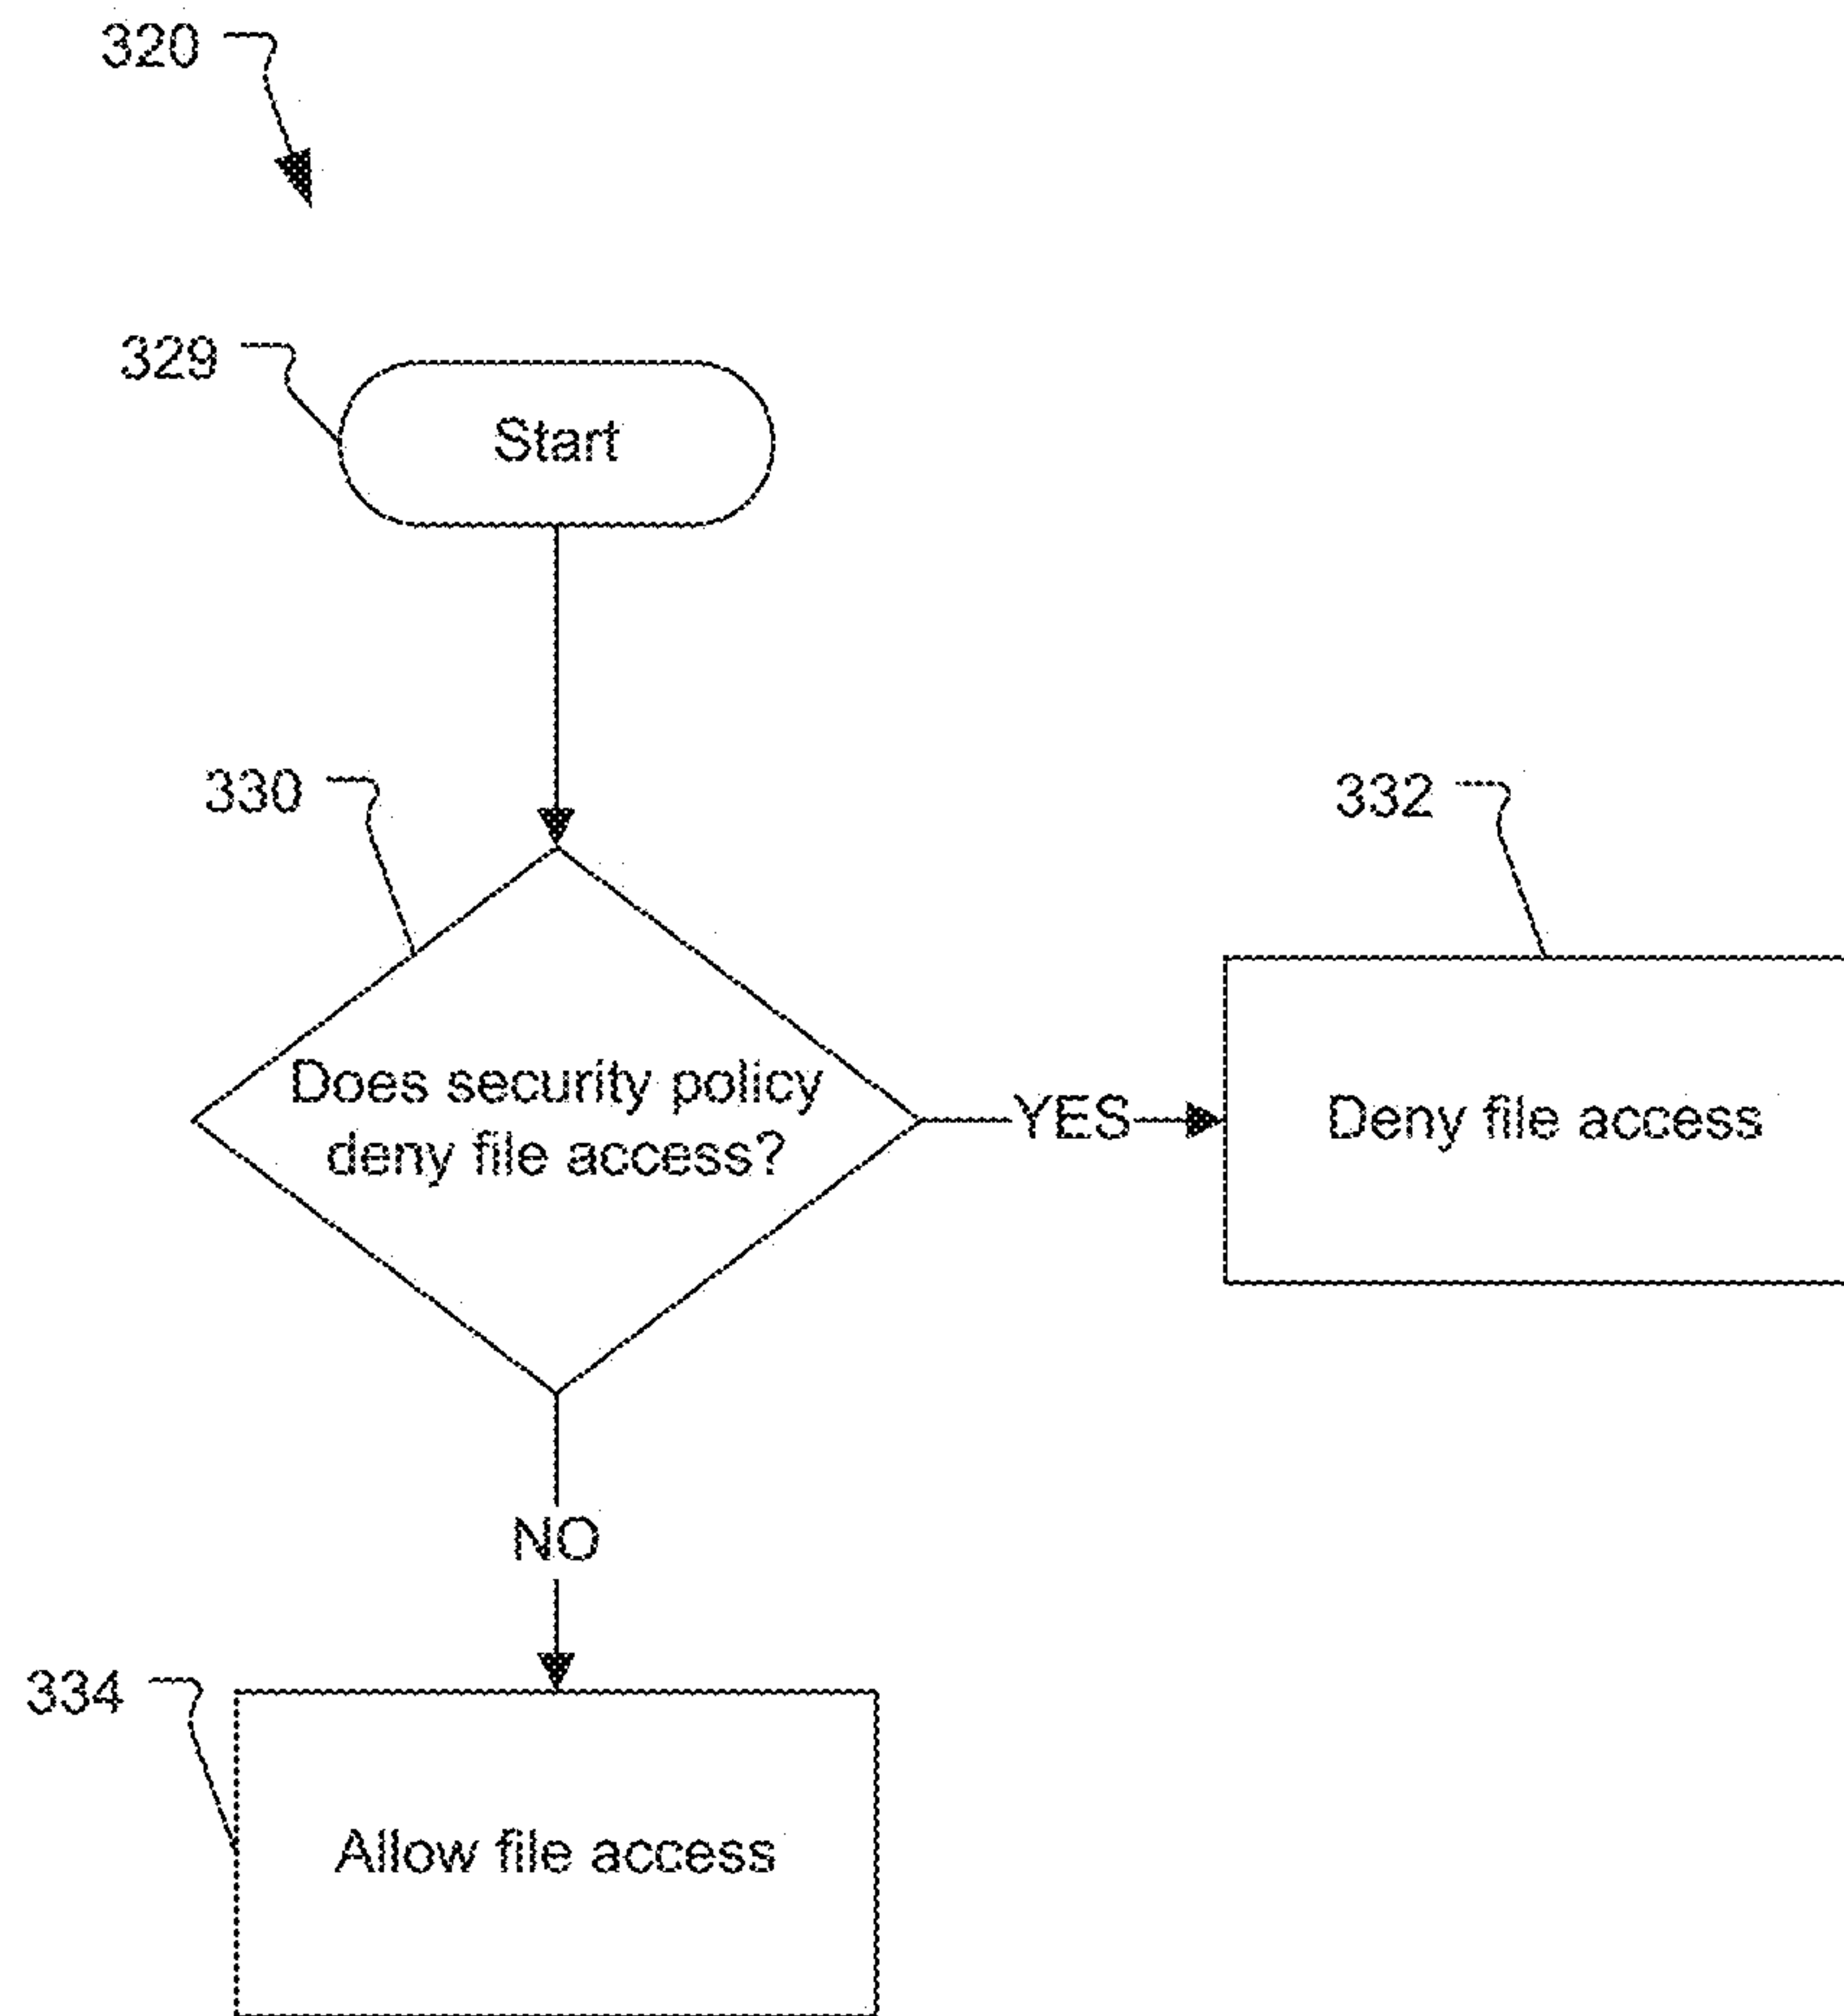 320
329
Start
330
332
Does security policy
deny file access?
YES
Deny file access
NO
334
Allow file access